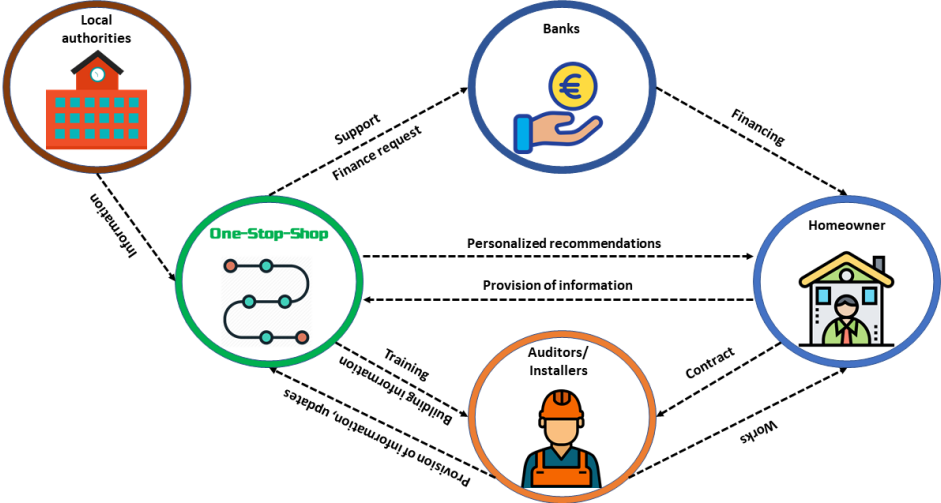 Local
authorities
Banks
Support
Finance request
Financing
Information
One-Stop-Shop
Homeowner
Personalized recommendations
Provision of information
Training
Building information
Provision of information, updates
Auditors/
Installers
Contract
Works